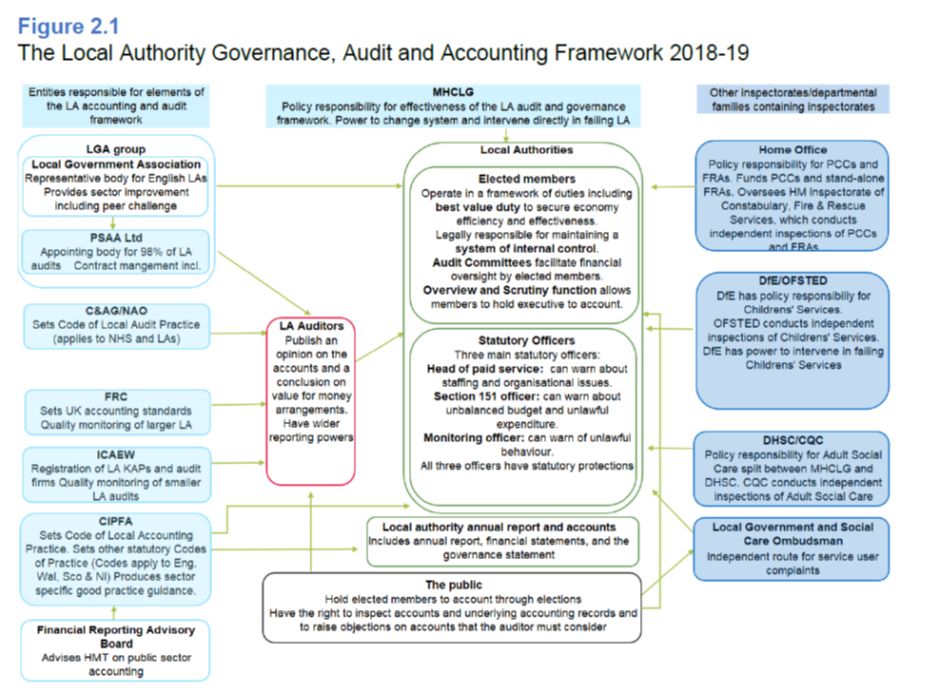 Figure 2.1
The Local Authority Governance, Audit and Accounting Framework 2018-19
Entities responsible for elements of
the LA accounting and audit
framework
MHCLG
Policy responsibility for effectiveness of the LA audit and governance
framework. Power to change system and intervene directly in failing LA
Other inspectorates/departmental
families containing inspectorates
LGA group
Local Government Association
Representative body for English LAs
Provides sector improvement
including peer challenge
PSAA Ltd
Appointing body for 98% of LA
audits Contract mangement incl.
C&AG/NAO
Sets Code of Local Audit Practice
(applies to NHS and LAs)
FRC
Sets UK accounting standards
Quality monitoring of larger LA
ICAEW
Registration of LA KAPs and audit
firms Quality monitoring of smaller
LA audits
CIPFA
Sets Code of Local Accounting
Practice. Sets other statutory Codes
of Practice (Codes apply to Eng,
Wal, Sco & NI) Produces sector
specific good practice guidance.
Financial Reporting Advisory
Board
Advises HMT on public sector
accounting
LA Auditors
Publish an
opinion on the
accounts and a
conclusion on
value for money
arrangements.
Have wider
reporting powers
Local Authorities
Elected members
Operate in a framework of duties including
best value duty to secure economy
efficiency and effectiveness.
Legally responsible for maintaining a
system of internal control.
Audit Committees facilitate financial
oversight by elected members.
Overview and Scrutiny function allows
members to hold executive to account.
Statutory Officers
Three main statutory officers:
Head of paid service: can warn about
staffing and organisational issues.
Section 151 officer: can warn about
unbalanced budget and unlawful
expenditure.
Monitoring officer: can warn of unlawful
behaviour.
All three officers have statutory protections
Local authority annual report and accounts
Includes annual report, financial statements, and the
governance statement
The public
Hold elected members to account through elections
Have the right to inspect accounts and underlying accounting records and
to raise objections on accounts that the auditor must consider
Home Office
Policy responsibility for PCCs and
FRAs. Funds PCCs and stand-alone
FRAs. Oversees HM Inspectorate of
Constabulary, Fire & Rescue
Services, which conducts
independent inspections of PCCs
and FRAs
DfE/OFSTED
DfE has policy responsibility for
Children's Services.
OFSTED conducts independent
inspections of Childrens' Services.
DfE has power to intervene in failing
Childrens' Services
DHSC/CQC
Policy responsibility for Adult Social
Care split between MHCLG and
DHSC. CQC conducts independent
inspections of Adult Social Care
Local Government and Social
Care Ombudsman
Independent route for service user
complaints